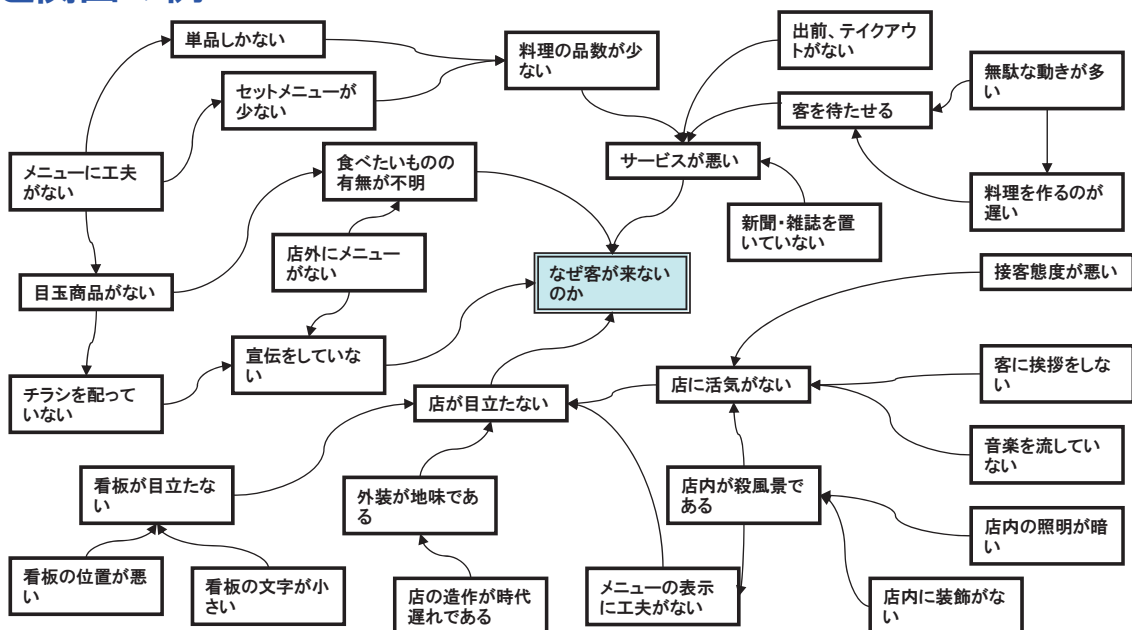 連関図の例
単品しかない
料理の品数が少
ない
出前、テイクアウ
トがない
無駄な動きが多
い
セットメニューが
少ない
客を待たせる
メニューに工夫
がない
食べたいものの
有無が不明
サービスが悪い
料理を作るのが
遅い
新聞・雑誌を置
いていない
店外にメニュー
がない
なぜ客が来ない
のか
接客態度が悪い
目玉商品がない
宣伝をしていな
い
チラシを配って
いない
店が目立たない
店に活気がない
客に挨拶をしな
い
音楽を流してい
ない
看板が目立たな
い
外装が地味であ
る
店内が殺風景で
ある
店内の照明が暗
い
看板の位置が悪
い
看板の文字が小
さい
店の造作が時代
遅れである
メニューの表示
に工夫がない
店内に装飾がな
い